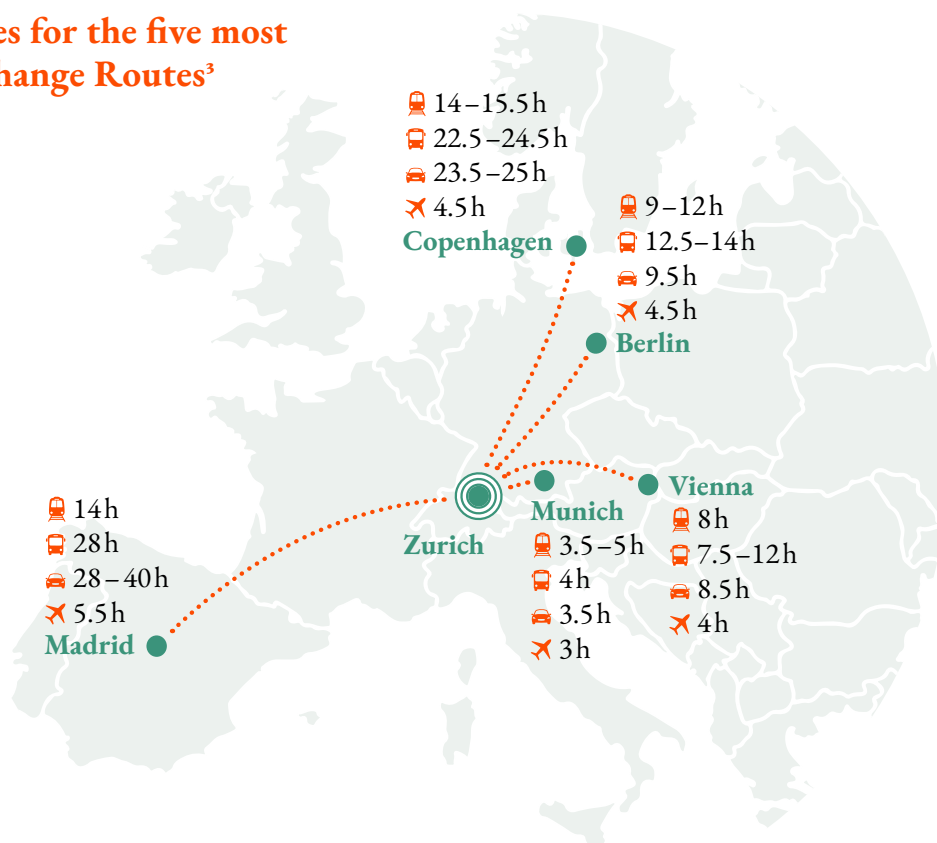 es for the five most
hange Routes³
14–15.5h
22.5–24.5h
23.5–25h
4.5h
Copenhagen
9–12h
12.5–14h
9.5h
4.5h
Berlin
Vienna
8h
7.5–12h
8.5h
4h
Munich
3.5–5h
4h
3.5h
3h
Zurich
14h
28h
28–40h
5.5h
Madrid